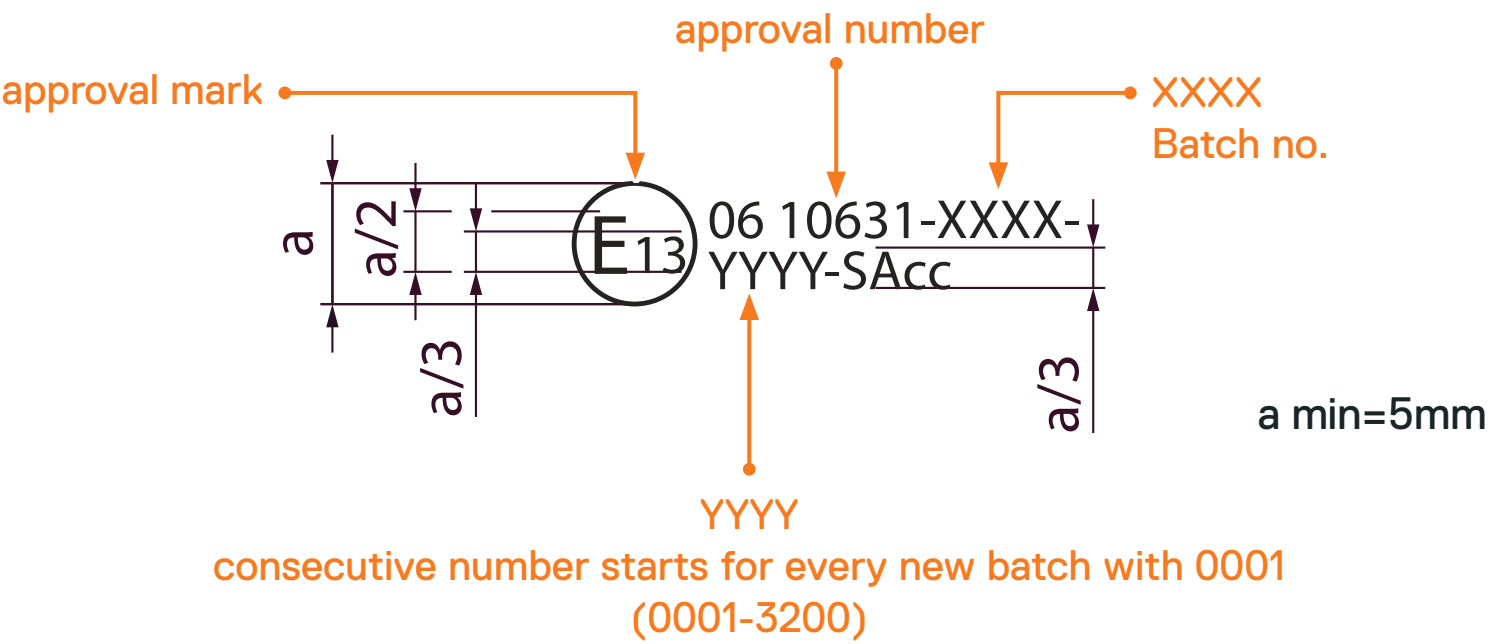 approval number
approval mark
XXXX
Batch no.
a
a/2
a/3
E 13
06 10631-XXXX-
YYYY-SAcc
a/3
a min=5mm
YYYY
consecutive number starts for every new batch with 0001
(0001-3200)